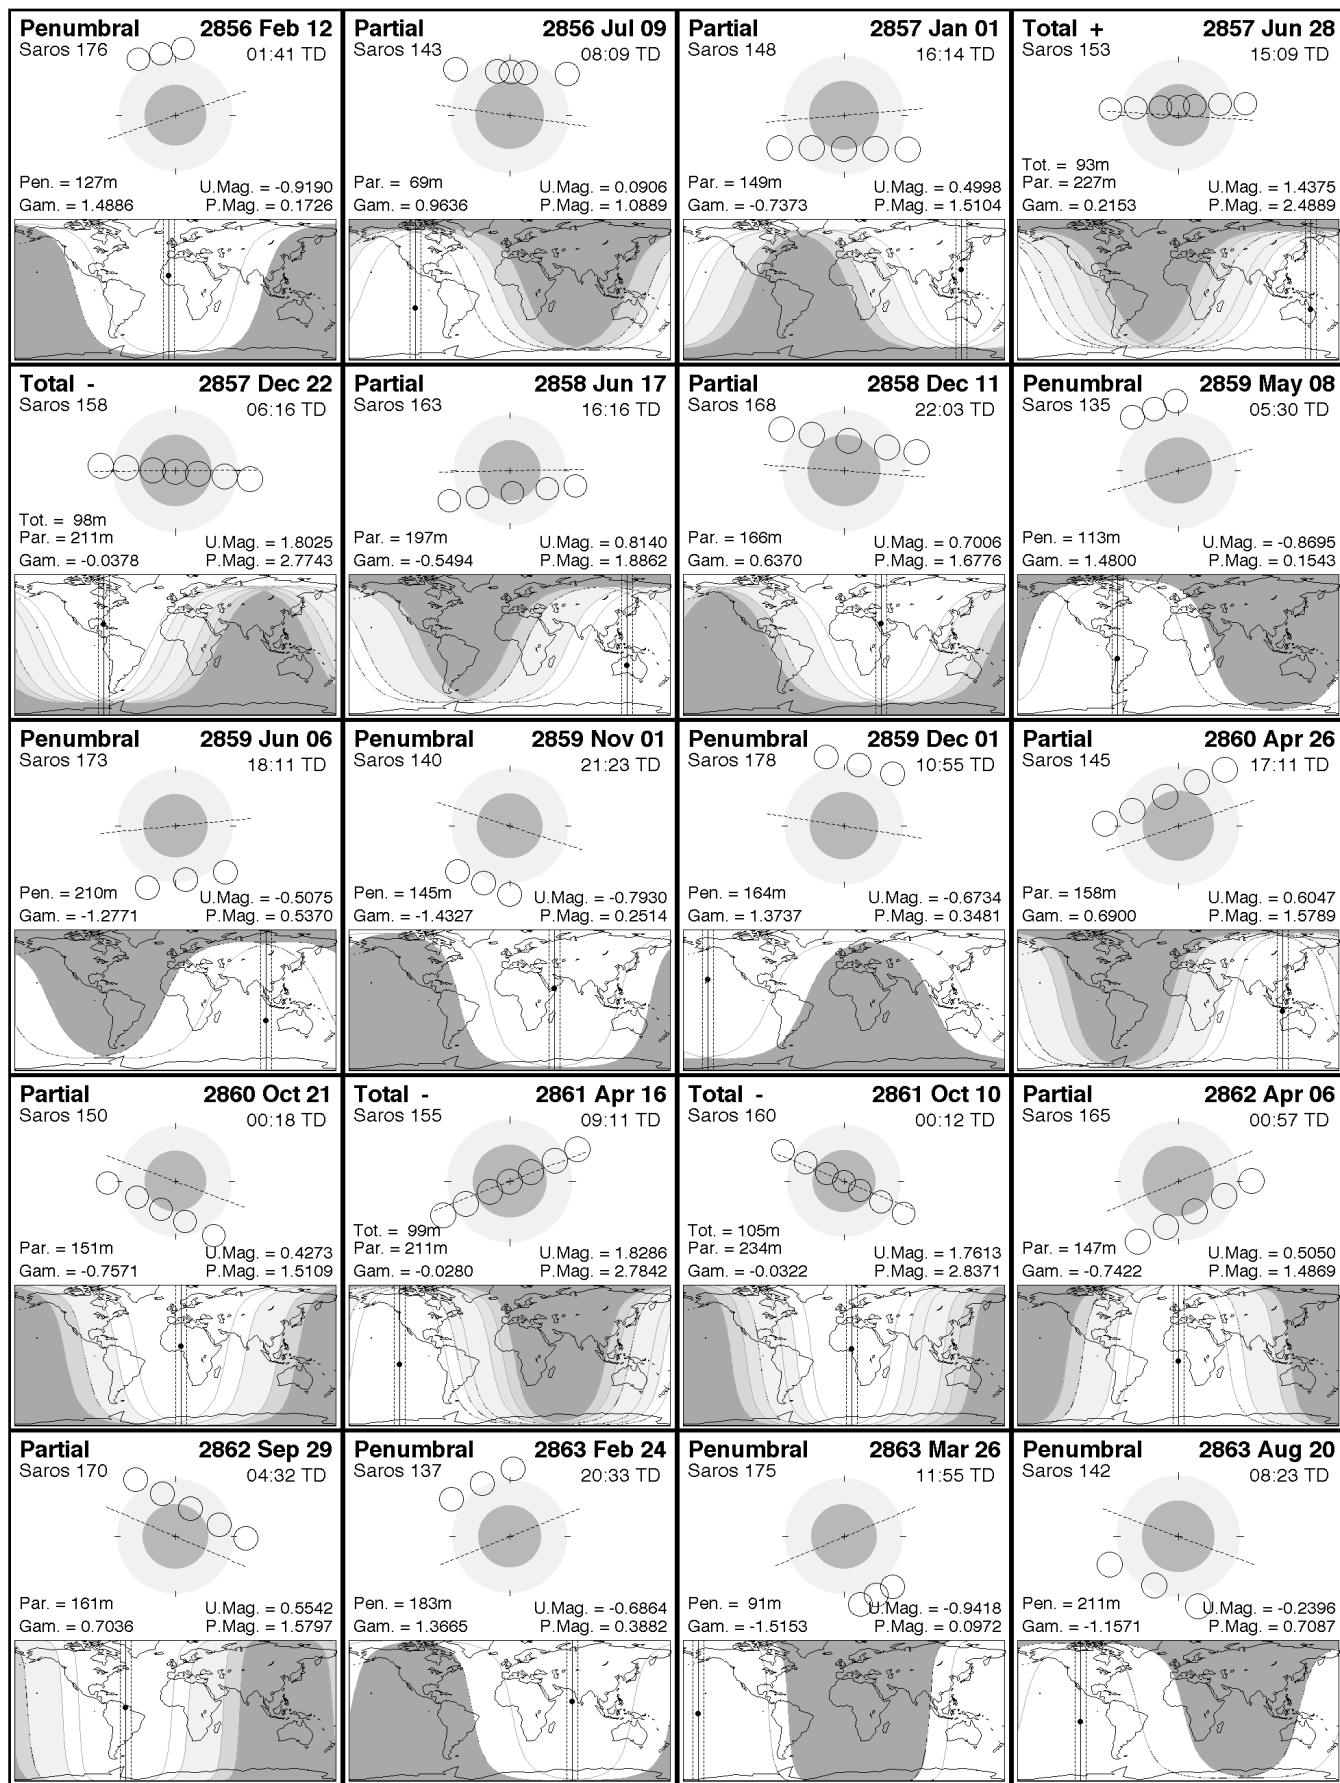 Penumbral 2856 Feb 12
Saros 176 01:41 TD
Pen. = 127m U.Mag. = -0.9190
Gam. = 1.4886 P.Mag. = 0.1726
Partial 2856 Jul 09
Saros 143 08:09 TD
Par. = 69m U.Mag. = 0.0906
Gam. = 0.9636 P.Mag. = 1.0889
Partial 2857 Jan 01
Saros 148 16:14 TD
Par. = 149m U.Mag. = 0.4998
Gam. = -0.7373 P.Mag. = 1.5104
Total + 2857 Jun 28
Saros 153 15:09 TD
Tot. = 93m
Par. = 227m U.Mag. = 1.4375
Gam. = 0.2153 P.Mag. = 2.4889
Total - 2857 Dec 22
Saros 158 06:16 TD
Tot. = 98m
Par. = 211m U.Mag. = 1.8025
Gam. = -0.0378 P.Mag. = 2.7743
Partial 2858 Jun 17
Saros 163 16:16 TD
Par. = 197m U.Mag. = 0.8140
Gam. = -0.5494 P.Mag. = 1.8862
Partial 2858 Dec 11
Saros 168 22:03 TD
Par. = 166m U.Mag. = 0.7006
Gam. = 0.6370 P.Mag. = 1.6776
Penumbral 2859 May 08
Saros 135 05:30 TD
Pen. = 113m U.Mag. = -0.8695
Gam. = 1.4800 P.Mag. = 0.1543
Penumbral 2859 Jun 06
Saros 173 18:11 TD
Pen. = 210m U.Mag. = -0.5075
Gam. = -1.2771 P.Mag. = 0.5370
Penumbral 2859 Nov 01
Saros 140 21:23 TD
Pen. = 145m U.Mag. = -0.7930
Gam. = -1.4327 P.Mag. = 0.2514
Penumbral 2859 Dec 01
Saros 178 10:55 TD
Pen. = 164m U.Mag. = -0.6734
Gam. = 1.3737 P.Mag. = 0.3481
Partial 2860 Apr 26
Saros 145 17:11 TD
Par. = 158m U.Mag. = 0.6047
Gam. = 0.6900 P.Mag. = 1.5789
Partial 2860 Oct 21
Saros 150 00:18 TD
Par. = 151m U.Mag. = 0.4273
Gam. = -0.7571 P.Mag. = 1.5109
Total - 2861 Apr 16
Saros 155 09:11 TD
Tot. = 99m
Par. = 211m U.Mag. = 1.8286
Gam. = -0.0280 P.Mag. = 2.7842
Total - 2861 Oct 10
Saros 160 00:12 TD
Tot. = 105m
Par. = 234m U.Mag. = 1.7613
Gam. = -0.0322 P.Mag. = 2.8371
Partial 2862 Apr 06
Saros 165 00:57 TD
Par. = 147m U.Mag. = 0.5050
Gam. = -0.7422 P.Mag. = 1.4869
Partial 2862 Sep 29
Saros 170 04:32 TD
Par. = 161m U.Mag. = 0.5542
Gam. = 0.7036 P.Mag. = 1.5797
Penumbral 2863 Feb 24
Saros 137 20:33 TD
Pen. = 183m U.Mag. = -0.6864
Gam. = 1.3665 P.Mag. = 0.3882
Penumbral 2863 Mar 26
Saros 175 11:55 TD
Pen. = 91m U.Mag. = -0.9418
Gam. = -1.5153 P.Mag. = 0.0972
Penumbral 2863 Aug 20
Saros 142 08:23 TD
Pen. = 211m U.Mag. = -0.2396
Gam. = -1.1571 P.Mag. = 0.7087